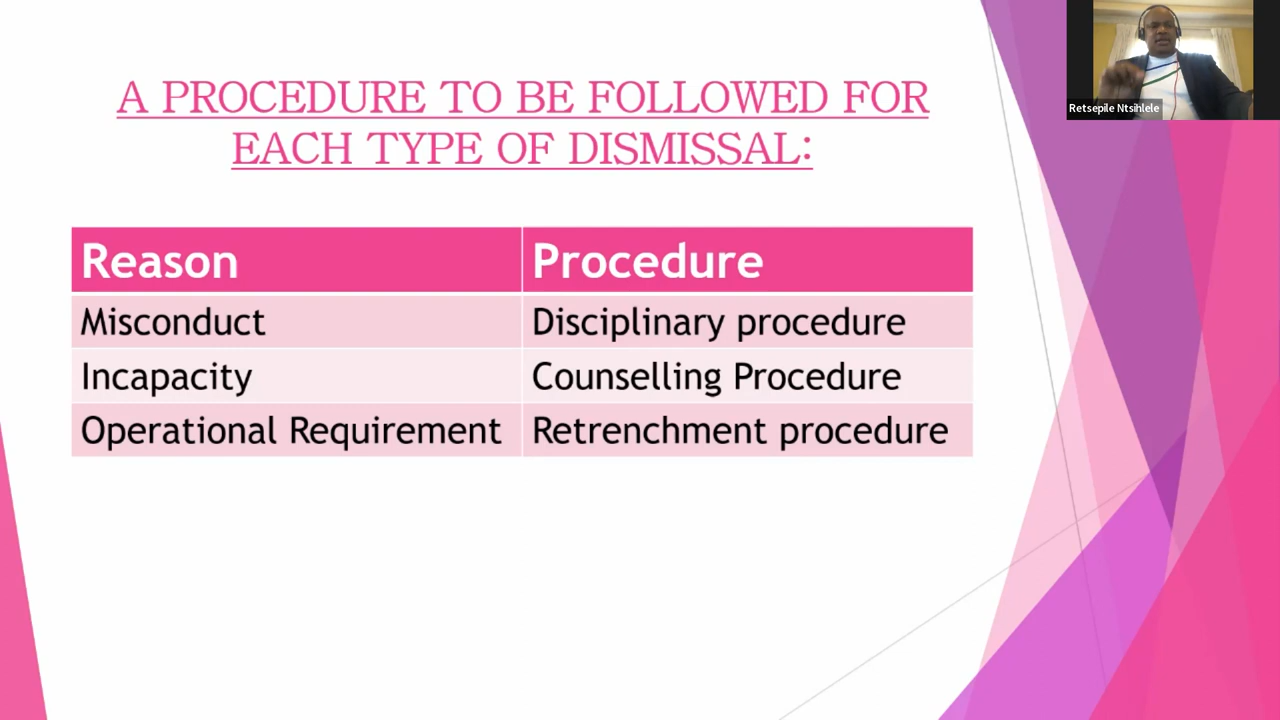 A PROCEDURE TO BE FOLLOWED FOR
EACH TYPE OF DISMISSAL:
Reason Procedure
Misconduct Disciplinary procedure
Incapacity Counselling Procedure
Operational Requirement Retrenchment procedure
Retsepile Ntsihlele